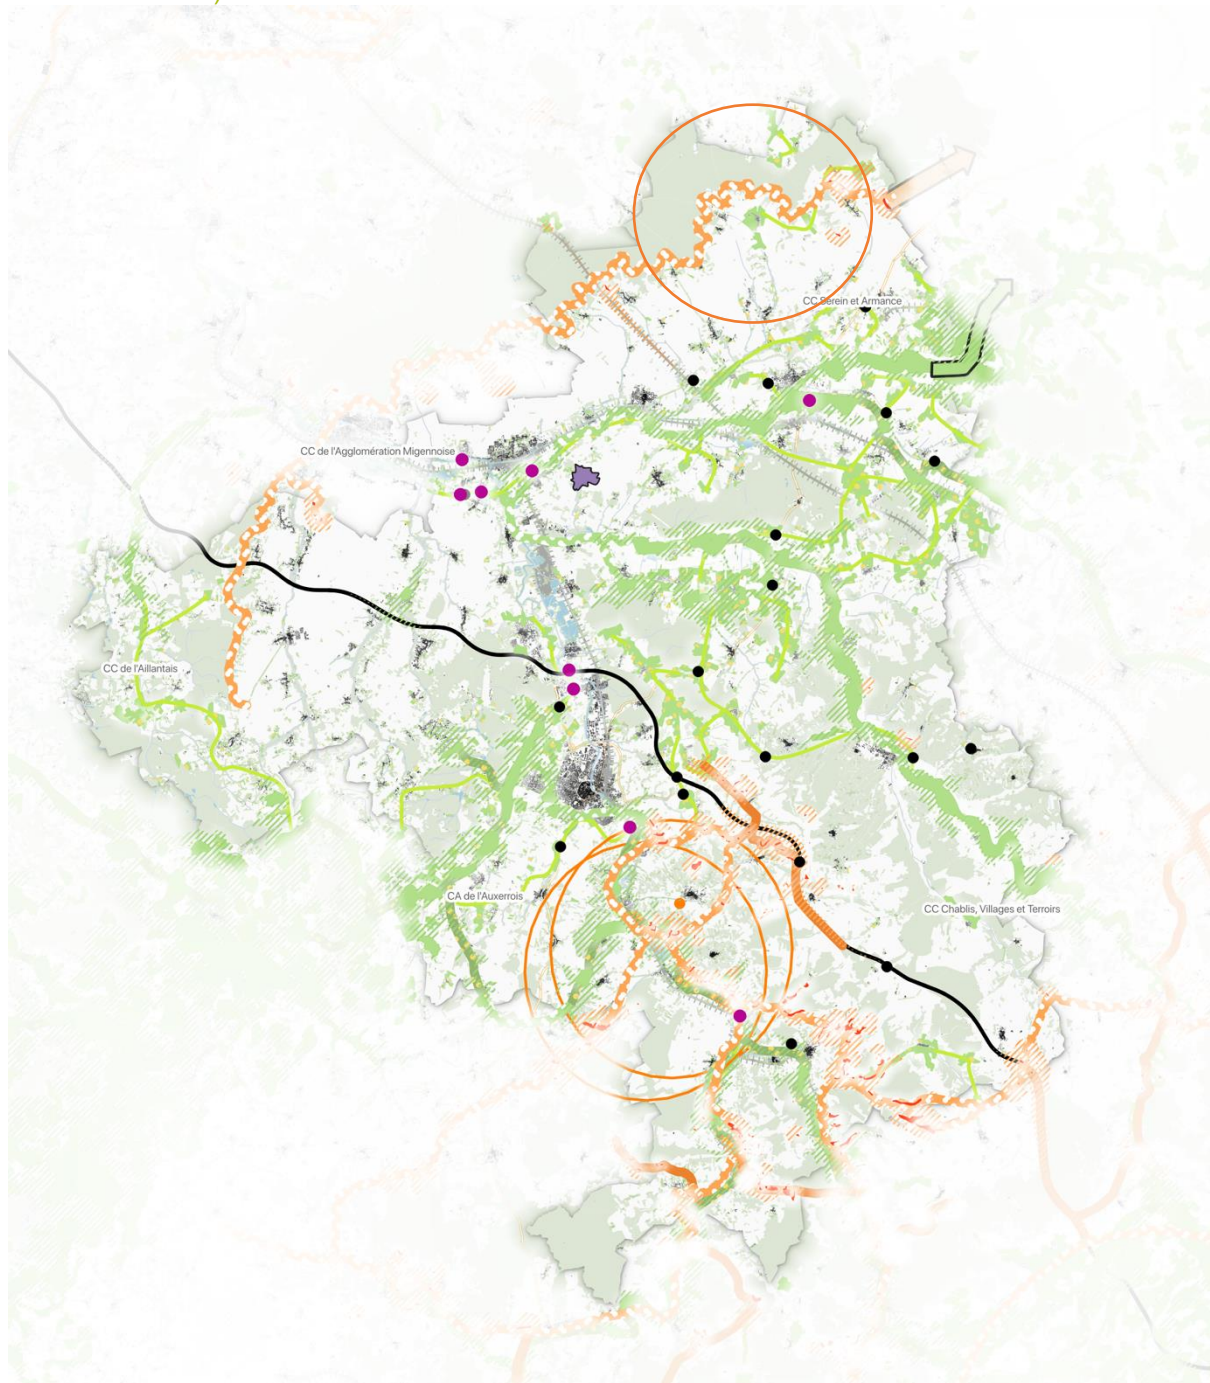 CC Serein et Armance
CC de l'Agglomération Migennoise
CC de l'Aillantais
CA de l'Auxerrois
CC Chablis, Villages et Terroirs